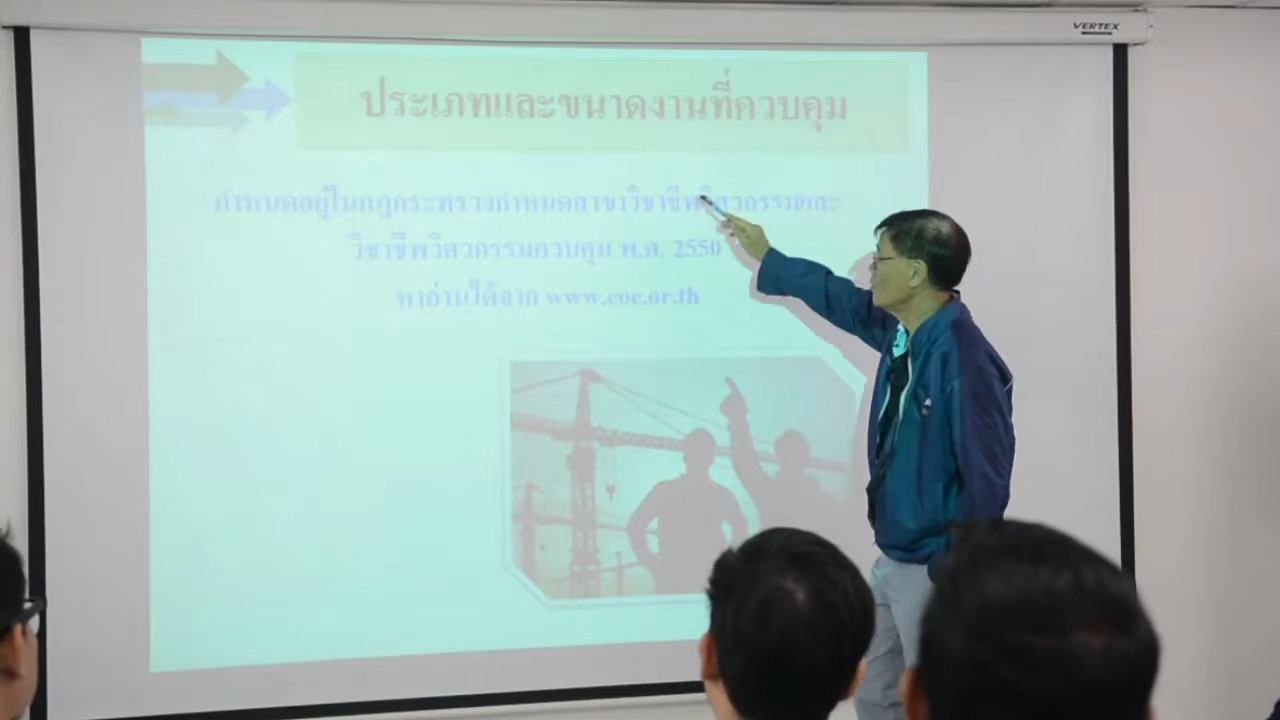 VERTEX
ประเภทและขนาดงานที่ควบคุม
กำหนดอยู่ในกฎกระทรวงกำหนดสาขาวิชาชีพวิศวกรรมและ
วิชาชีพวิศวกรรมควบคุม พ.ศ. 2550
หาอ่านได้จาก www.coe.or.th